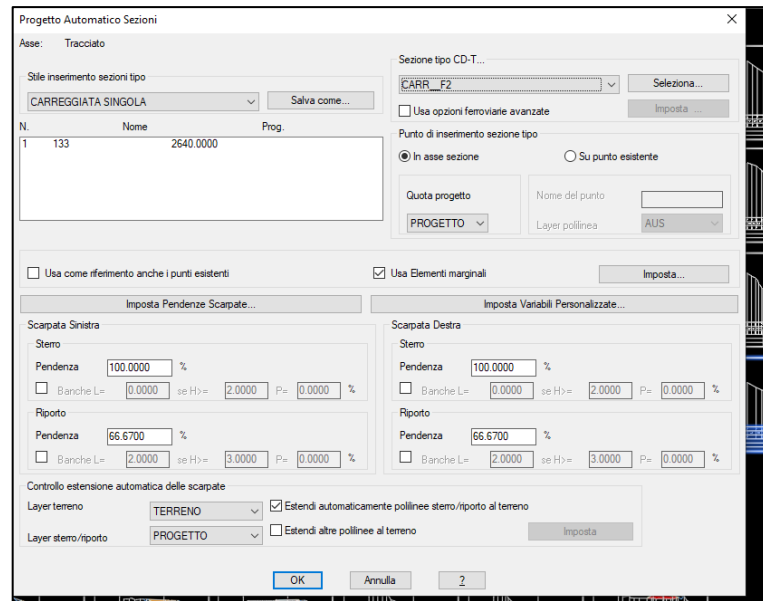 Progetto Automatico Sezioni
Asse: Tracciato
Stile inserimento sezioni tipo
CARREGGIATA SINGOLA
Salva come...
N. Nome Prog.
1 133 2640.0000
Sezione tipo CD-T...
CARR__F2
Seleziona...
Usa opzioni ferroviarie avanzate
Imposta ...
Punto di inserimento sezione tipo
In asse sezione
Su punto esistente
Quota progetto
PROGETTO
Nome del punto
Layer polilinea
AUS
Usa come riferimento anche i punti esistenti
Usa Elementi marginali
Imposta...
Imposta Pendenze Scarpate...
Imposta Variabili Personalizzate...
Scarpata Sinistra
Sterro
Pendenza 100.0000 %
Banche L= 0.0000 se H>= 2.0000 P= 0.0000 %
Riporto
Pendenza 66.6700 %
Banche L= 2.0000 se H>= 3.0000 P= 0.0000 %
Scarpata Destra
Sterro
Pendenza 100.0000 %
Banche L= 0.0000 se H>= 2.0000 P= 0.0000 %
Riporto
Pendenza 66.6700 %
Banche L= 2.0000 se H>= 3.0000 P= 0.0000 %
Controllo estensione automatica delle scarpate
Layer terreno TERRENO
Estendi automaticamente polilinee sterro/riporto al terreno
Layer sterro/riporto PROGETTO
Estendi altre polilinee al terreno
Imposta
OK
Annulla
?